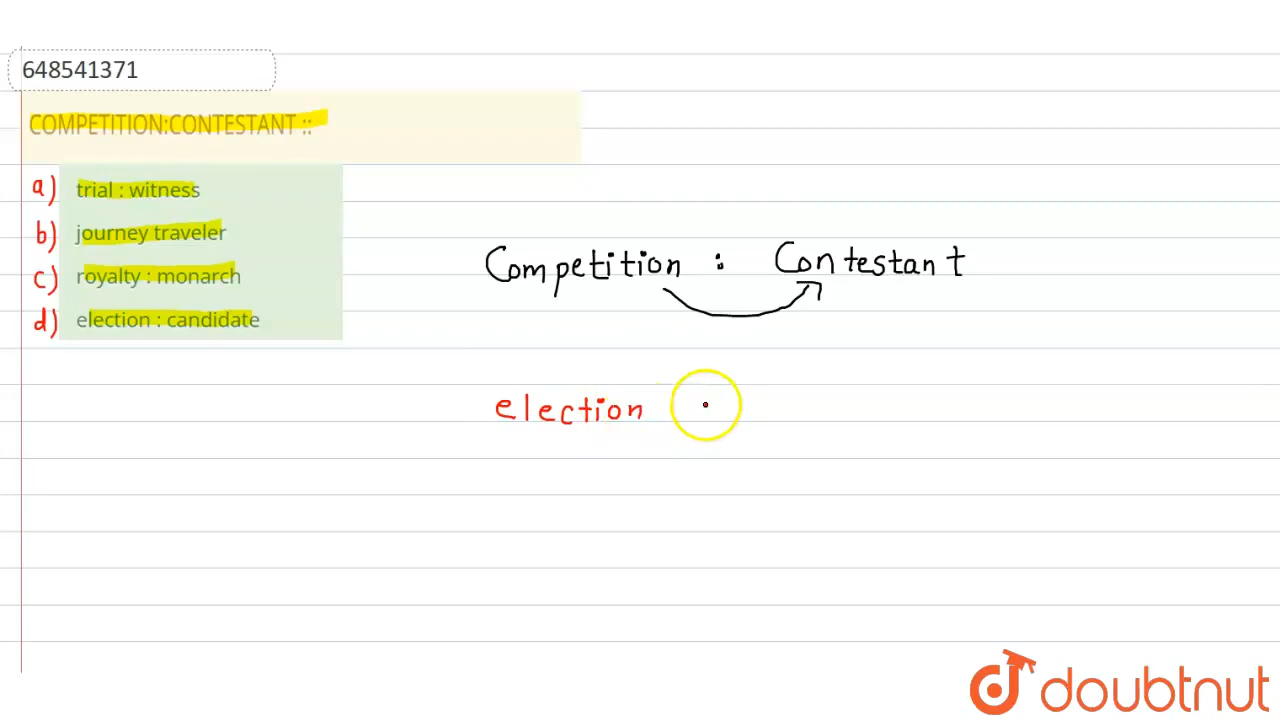 648541371
COMPETITION:CONTESTANT ::
a) trial : witness
b) journey traveler
c) royalty : monarch
d) election : candidate
Competition : Contestant
election
doubtnut